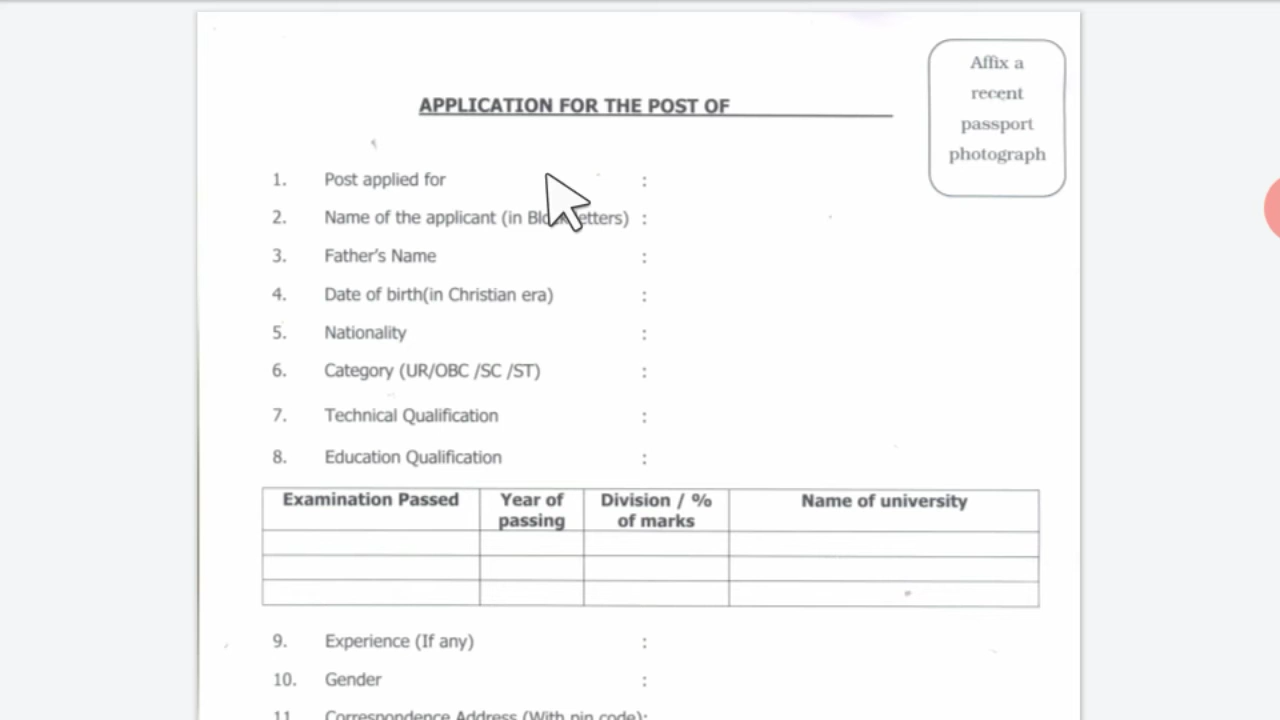 Affix a
recent
passport
photograph
APPLICATION FOR THE POST OF
1. Post applied for :
2. Name of the applicant (in Block letters) :
3. Father's Name :
4. Date of birth(in Christian era) :
5. Nationality :
6. Category (UR/OBC /SC /ST) :
7. Technical Qualification :
8. Education Qualification :
Examination Passed Year of passing Division / % of marks Name of university
9. Experience (If any) :
10. Gender :
11. Correspondence Address (With pin code):